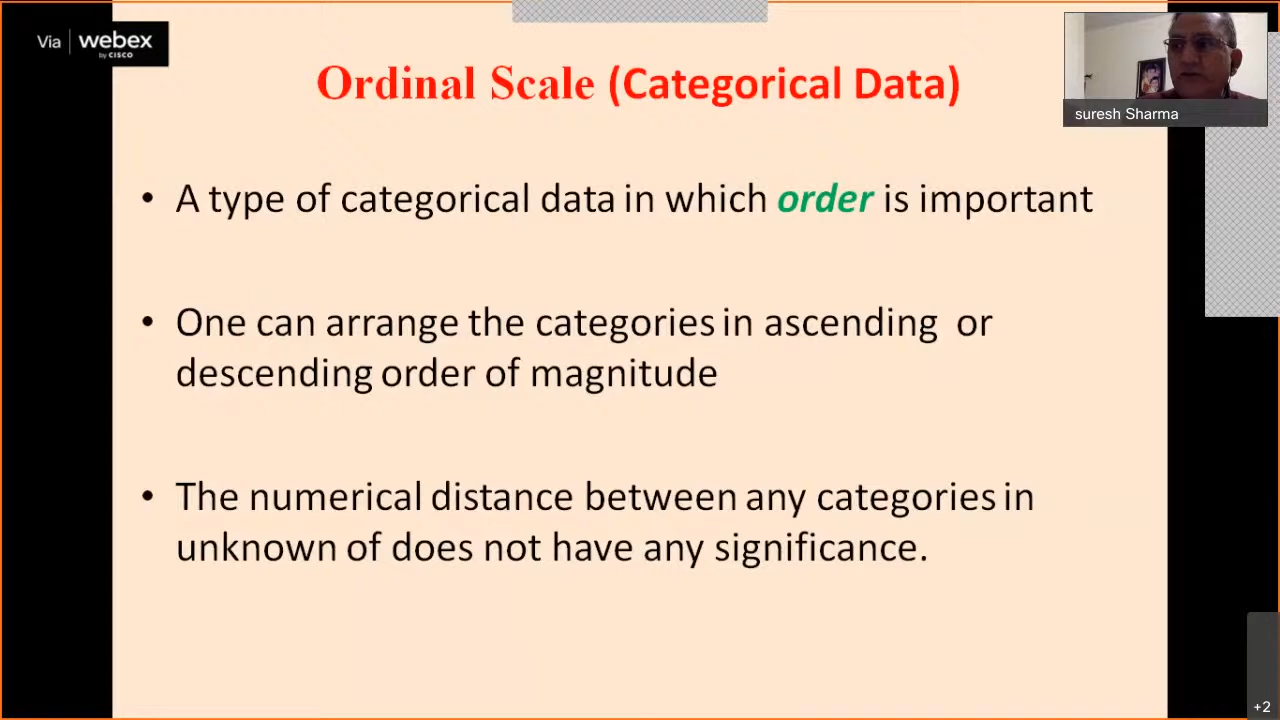 Via webex
by CISCO
Ordinal Scale (Categorical Data)
suresh Sharma
• A type of categorical data in which order is important
• One can arrange the categories in ascending or
descending order of magnitude
• The numerical distance between any categories in
unknown of does not have any significance.
+2